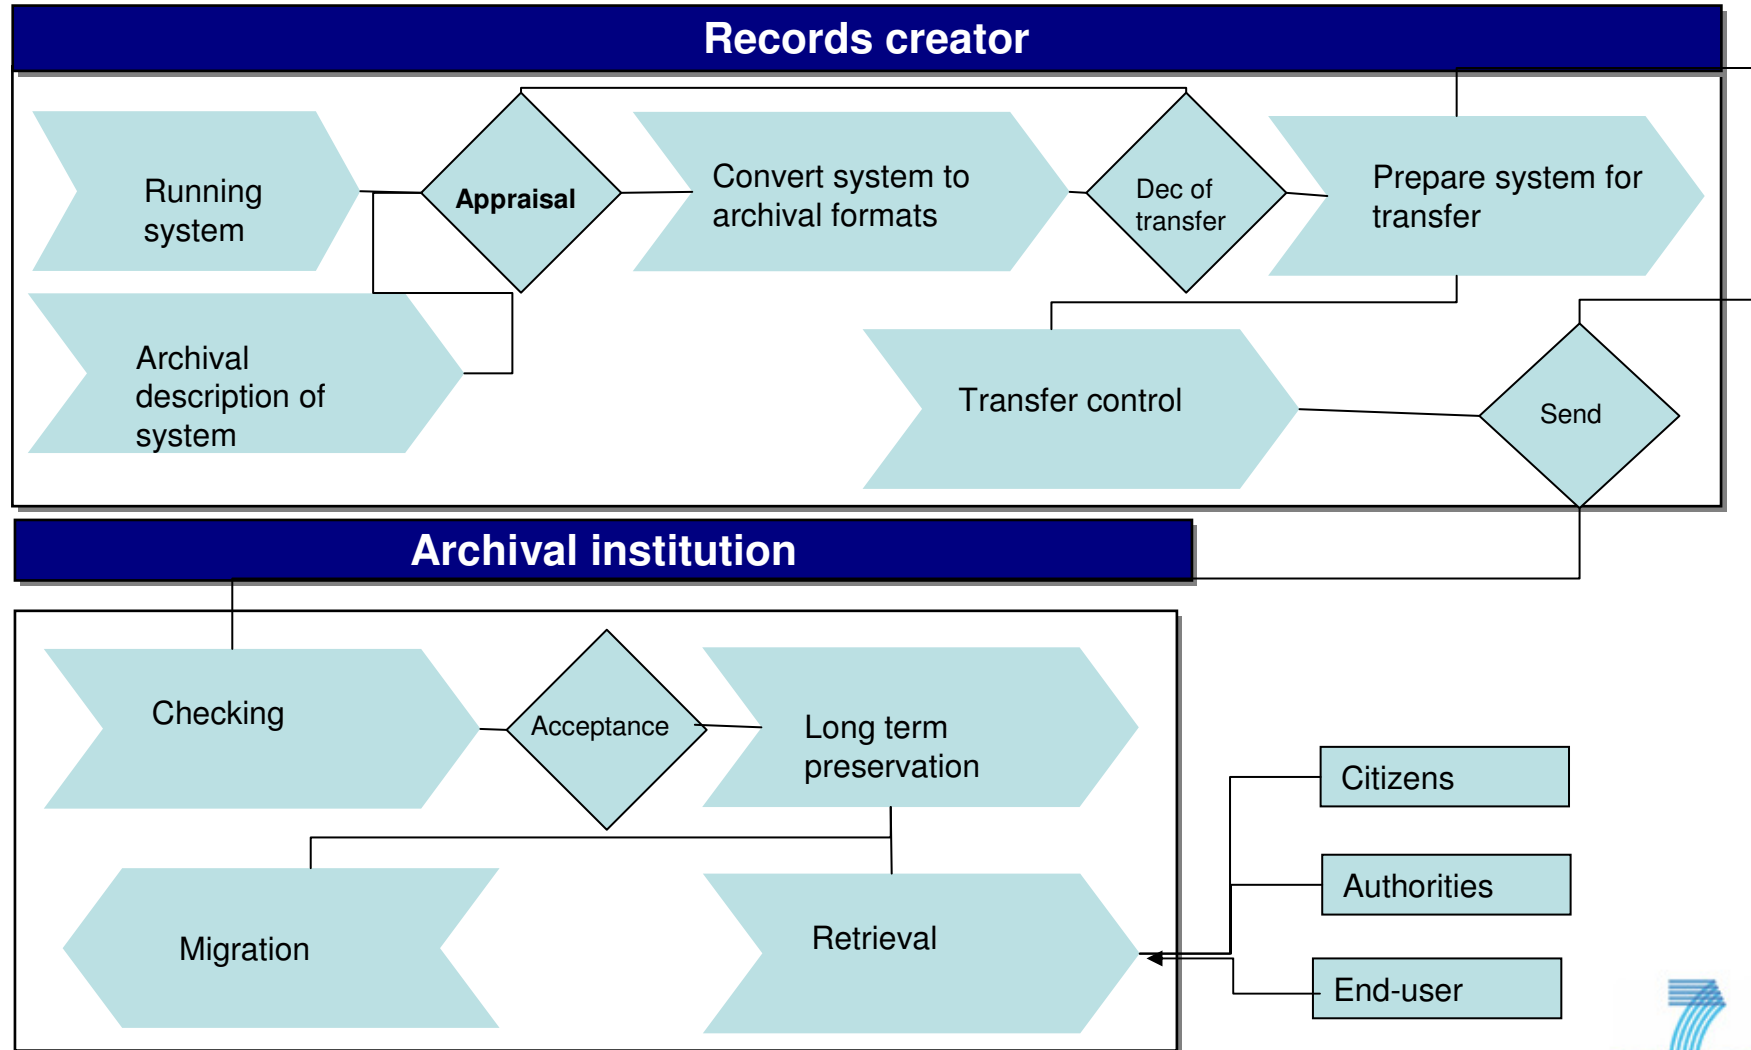 Records creator
Running
system
Appraisal
Convert system to
archival formats
Dec of
transfer
Prepare system for
transfer
Archival
description of
system
Transfer control
Send
Archival institution
Checking
Acceptance
Long term
preservation
Citizens
Authorities
Migration
Retrieval
End-user